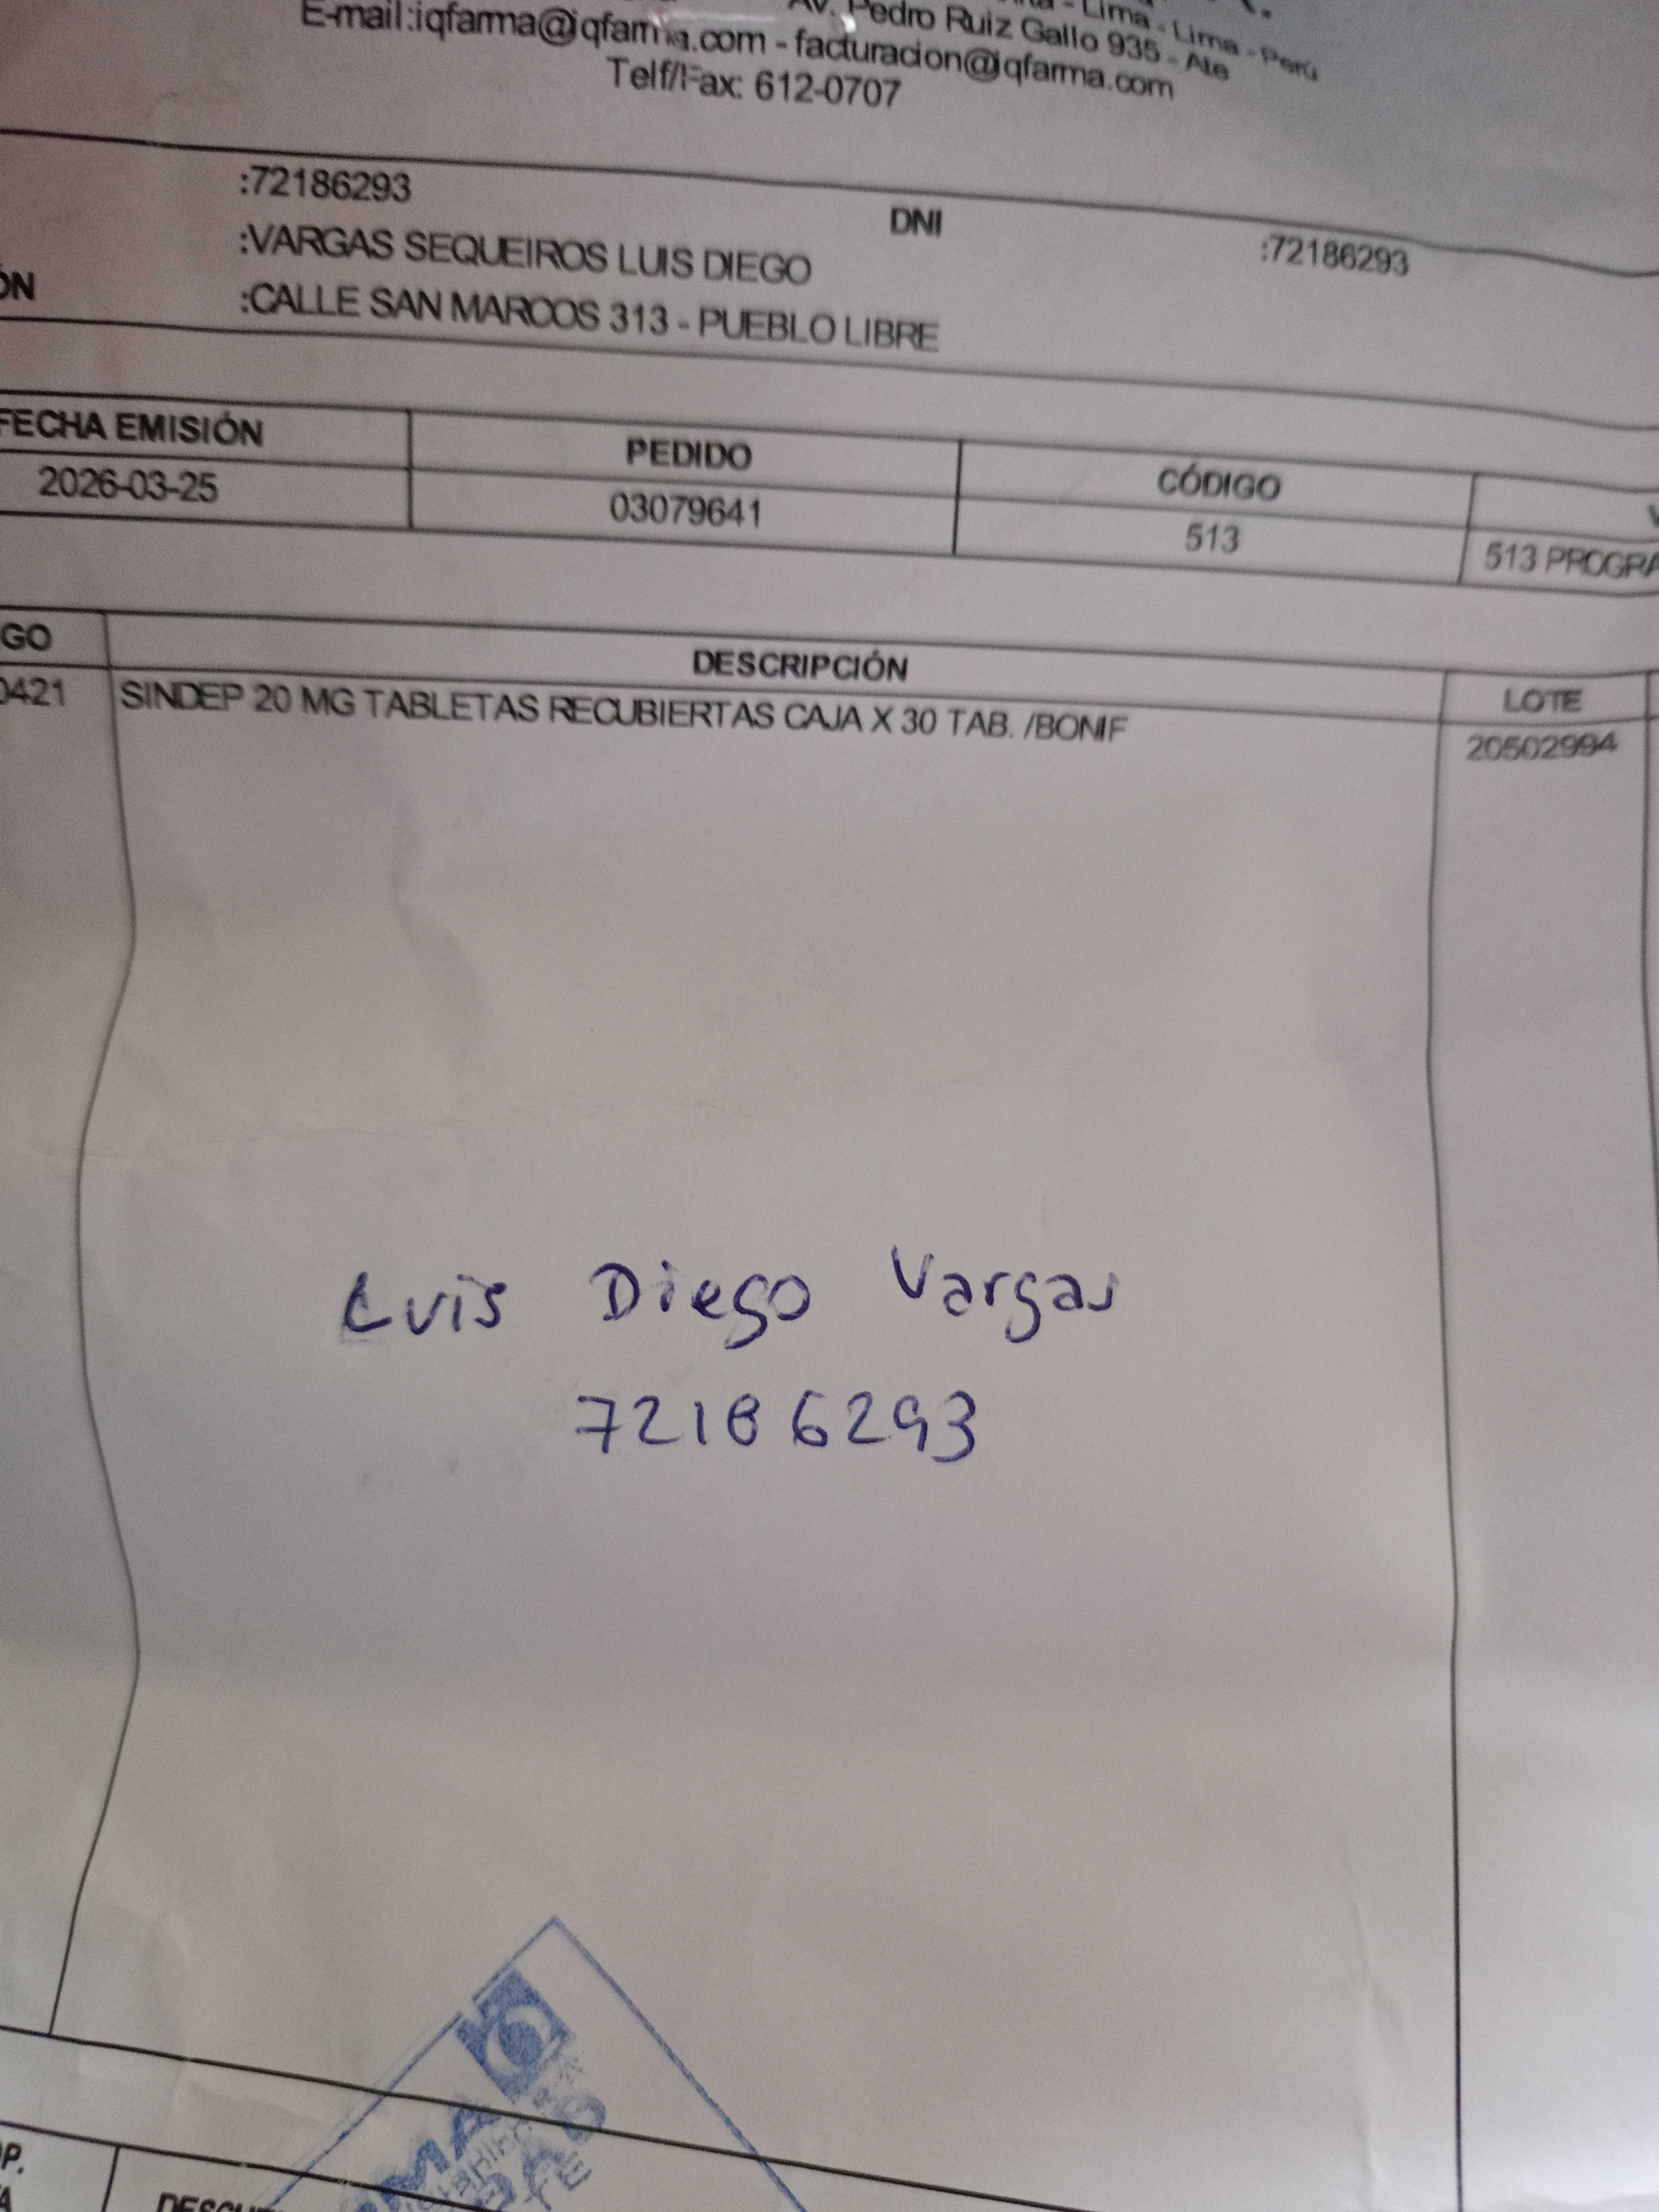 Lima - Lima - Perú
Av. Pedro Ruiz Gallo 935 - Ate
E-mail:iqfarma@iqfarma.com - facturacion@iqfarma.com
Telf/Fax: 612-0707
:72186293
DNI :72186293
:VARGAS SEQUEIROS LUIS DIEGO
ÓN :CALLE SAN MARCOS 313 - PUEBLO LIBRE
FECHA EMISIÓN PEDIDO CÓDIGO
2026-03-25 03079641 513 513 PROGRA
GO DESCRIPCIÓN LOTE
0421 SINDEP 20 MG TABLETAS RECUBIERTAS CAJA X 30 TAB. /BONIF 20502994
Luis Diego Vargas
72186293
OP.